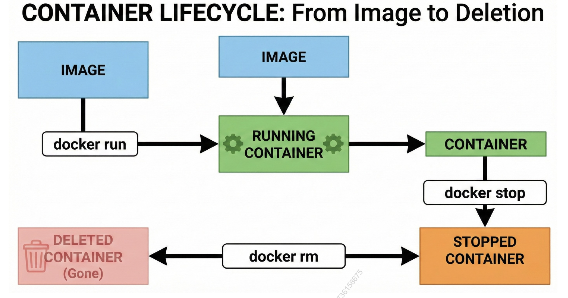 CONTAINER LIFECYCLE: From Image to Deletion
IMAGE
IMAGE
docker run
RUNNING
CONTAINER
CONTAINER
docker stop
DELETED
CONTAINER
(Gone)
docker rm
STOPPED
CONTAINER